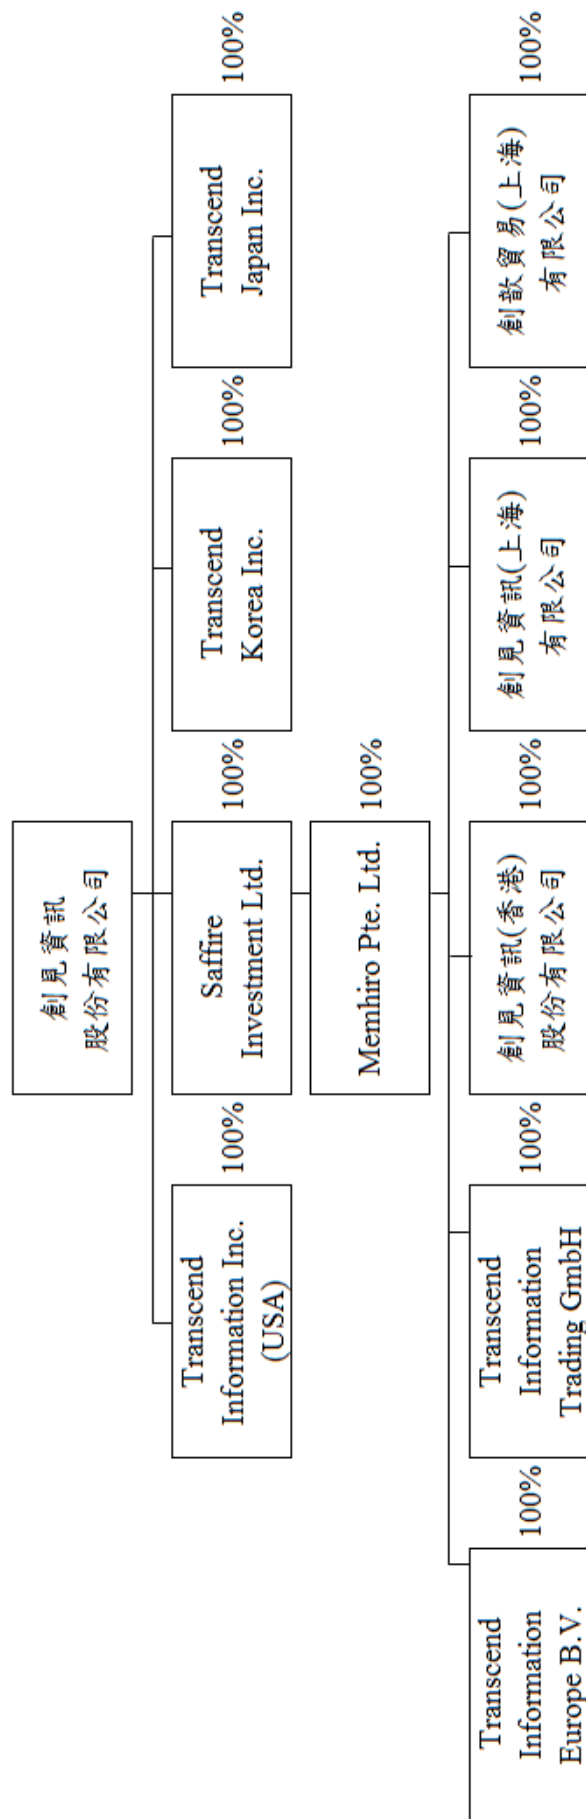 創見資訊
股份有限公司
Transcend
Information Inc.
(USA)
100%
Saffire
Investment Ltd.
100%
Transcend
Korea Inc.
100%
Transcend
Japan Inc.
100%
Memhiro Pte. Ltd.
100%
Transcend
Information
Europe B.V.
100%
Transcend
Information
Trading GmbH
100%
創見資訊(香港)
股份有限公司
100%
創見資訊(上海)
有限公司
100%
創歆貿易(上海)
有限公司
100%